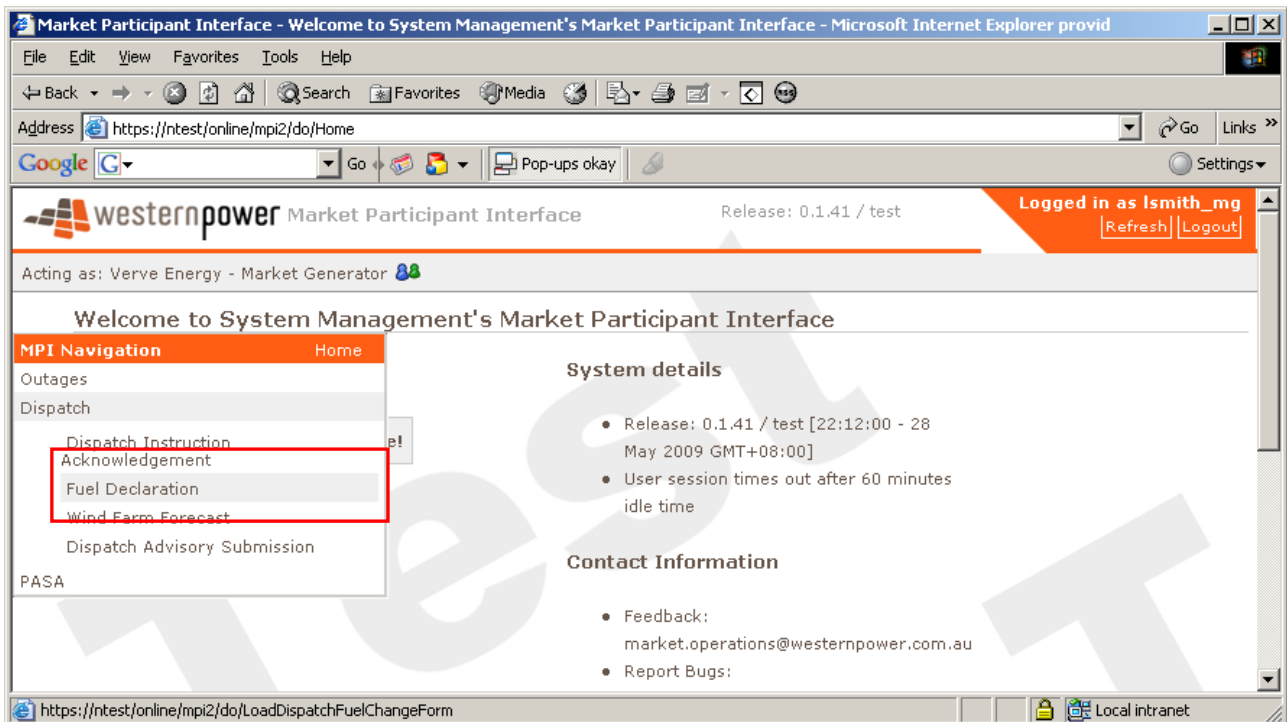 Market Participant Interface - Welcome to System Management's Market Participant Interface - Microsoft Internet Explorer provid
File Edit View Favorites Tools Help
Back Search Favorites Media
Address https://ntest/online/mpi2/do/Home Go Links »
Google G Go Pop-ups okay Settings
westernpower Market Participant Interface Release: 0.1.41 / test Logged in as lsmith_mg
Refresh Logout
Acting as: Verve Energy - Market Generator
Welcome to System Management's Market Participant Interface
MPI Navigation Home
Outages
Dispatch
Dispatch Instruction
Acknowledgement
Fuel Declaration
Wind Farm Forecast
Dispatch Advisory Submission
PASA
e!
System details
• Release: 0.1.41 / test [22:12:00 - 28
May 2009 GMT+08:00]
• User session times out after 60 minutes
idle time
Contact Information
• Feedback:
market.operations@westernpower.com.au
• Report Bugs:
Test T
https://ntest/online/mpi2/do/LoadDispatchFuelChangeForm Local intranet